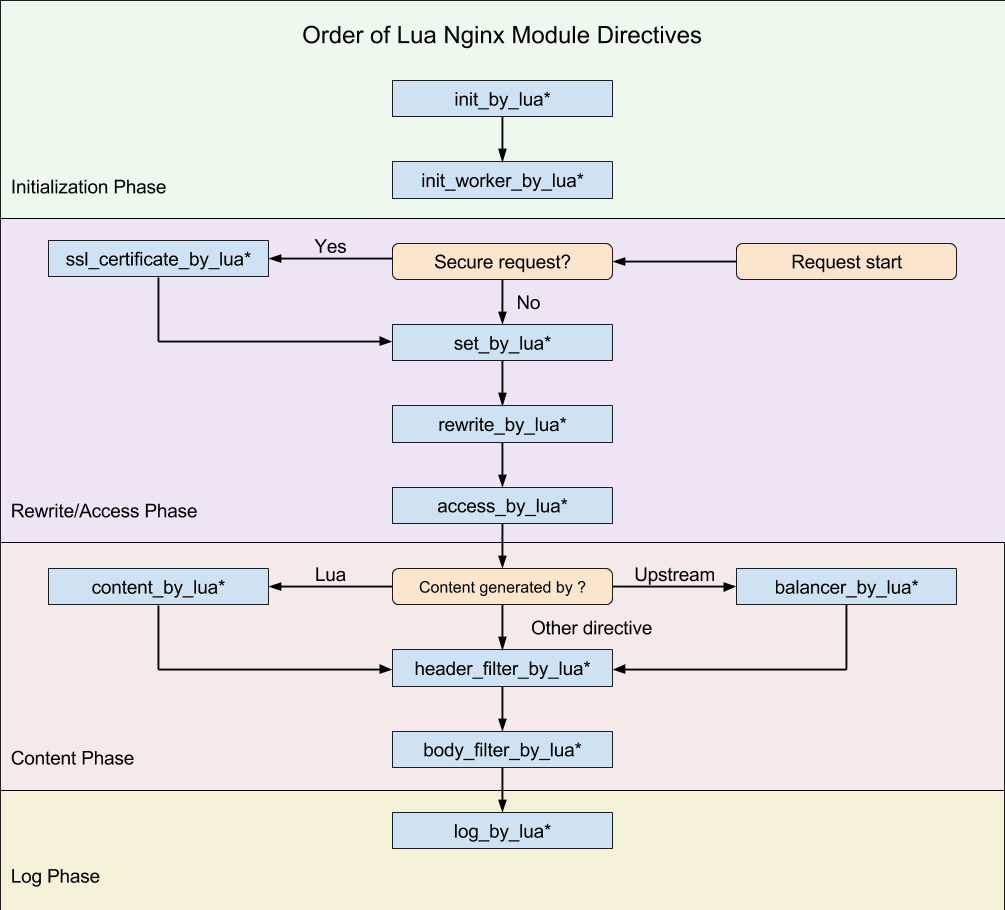 Order of Lua Nginx Module Directives
init_by_lua*
init_worker_by_lua*
Initialization Phase
ssl_certificate_by_lua*
Yes
Secure request?
Request start
No
set_by_lua*
rewrite_by_lua*
access_by_lua*
Rewrite/Access Phase
content_by_lua*
Lua
Content generated by ?
Upstream
balancer_by_lua*
Other directive
header_filter_by_lua*
body_filter_by_lua*
Content Phase
log_by_lua*
Log Phase